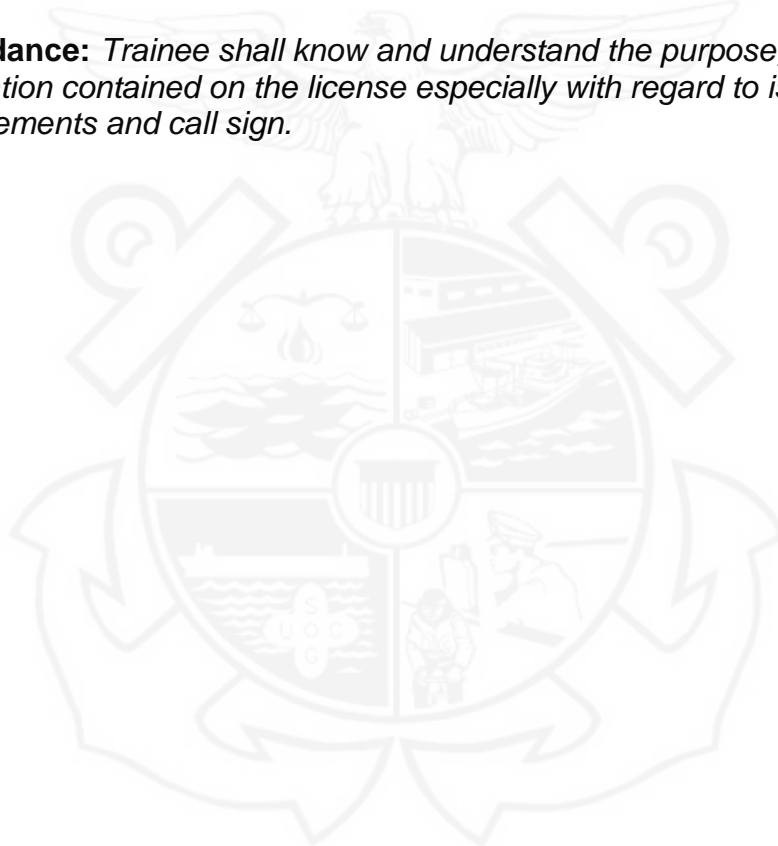 dance: Trainee shall know and understand the purpose,
tion contained on the license especially with regard to is
ements and call sign.
S
U O C
G